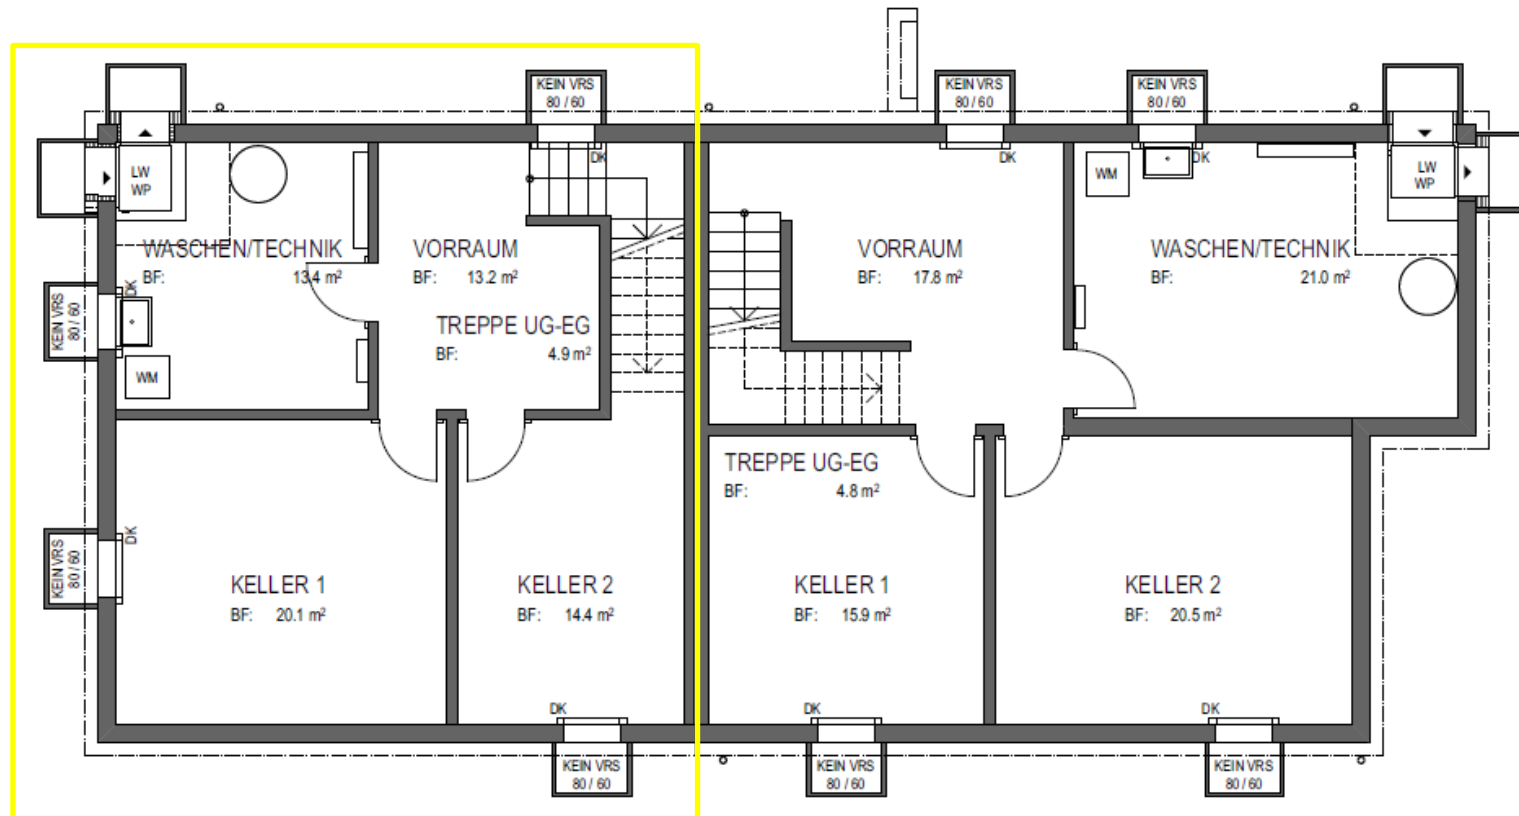 KEIN VRS
80 / 60
KEIN VRS
80 / 60
KEIN VRS
80 / 60
DK
DK
DK
LW
WP
WM
LW
WP
WASCHEN/TECHNIK
BF: 13.4 m²
VORRAUM
BF: 13.2 m²
VORRAUM
BF: 17.8 m²
WASCHEN/TECHNIK
BF: 21.0 m²
DK
KEIN VRS
80 / 60
TREPPE UG-EG
BF: 4.9 m²
WM
TREPPE UG-EG
BF: 4.8 m²
DK
KEIN VRS
80 / 60
KELLER 1
BF: 20.1 m²
KELLER 2
BF: 14.4 m²
KELLER 1
BF: 15.9 m²
KELLER 2
BF: 20.5 m²
DK
DK
DK
KEIN VRS
80 / 60
KEIN VRS
80 / 60
KEIN VRS
80 / 60